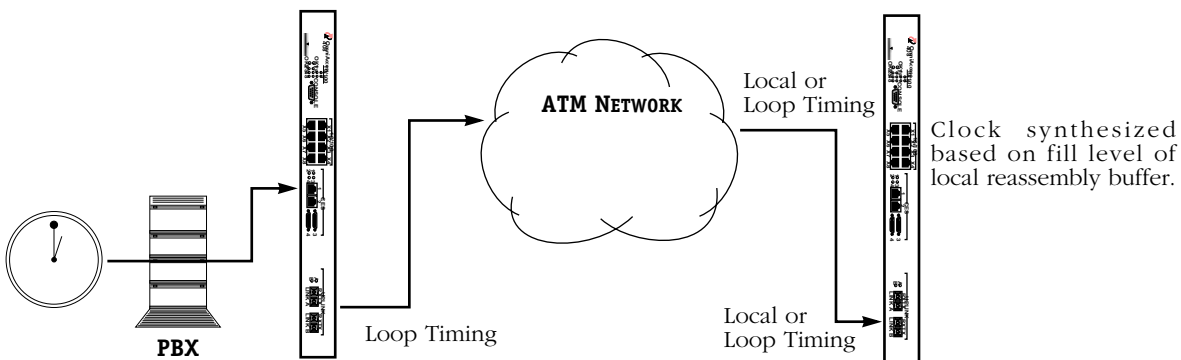 ATM NETWORK
Local or
Loop Timing
Clock synthesized
based on fill level of
local reassembly buffer.
Local or
Loop Timing
Loop Timing
PBX